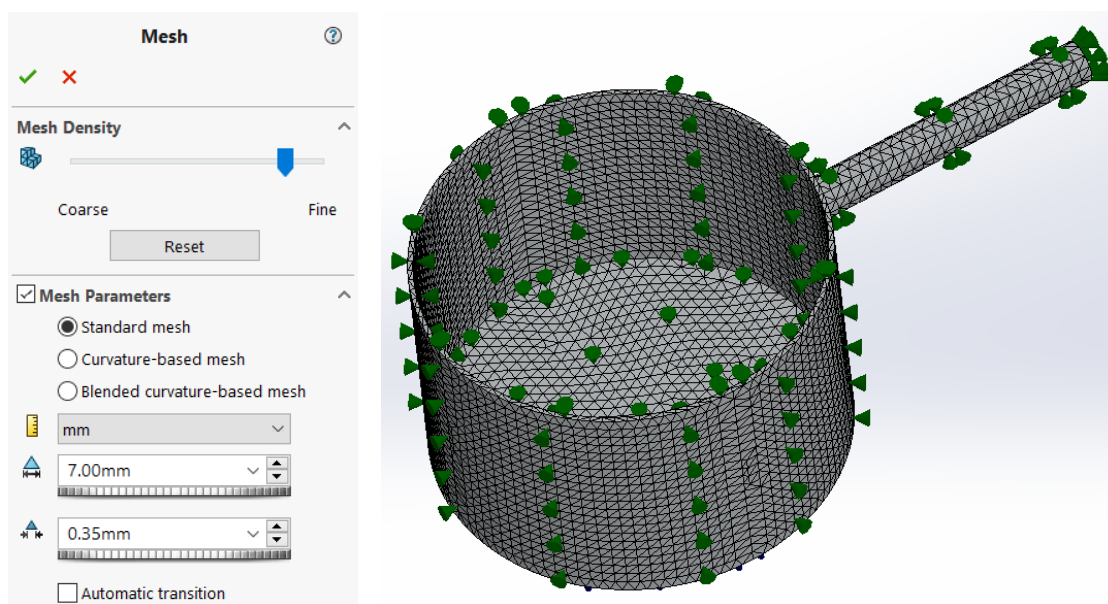 Mesh
Mesh Density
Coarse Fine
Reset
Mesh Parameters
Standard mesh
Curvature-based mesh
Blended curvature-based mesh
mm
7.00mm
0.35mm
Automatic transition